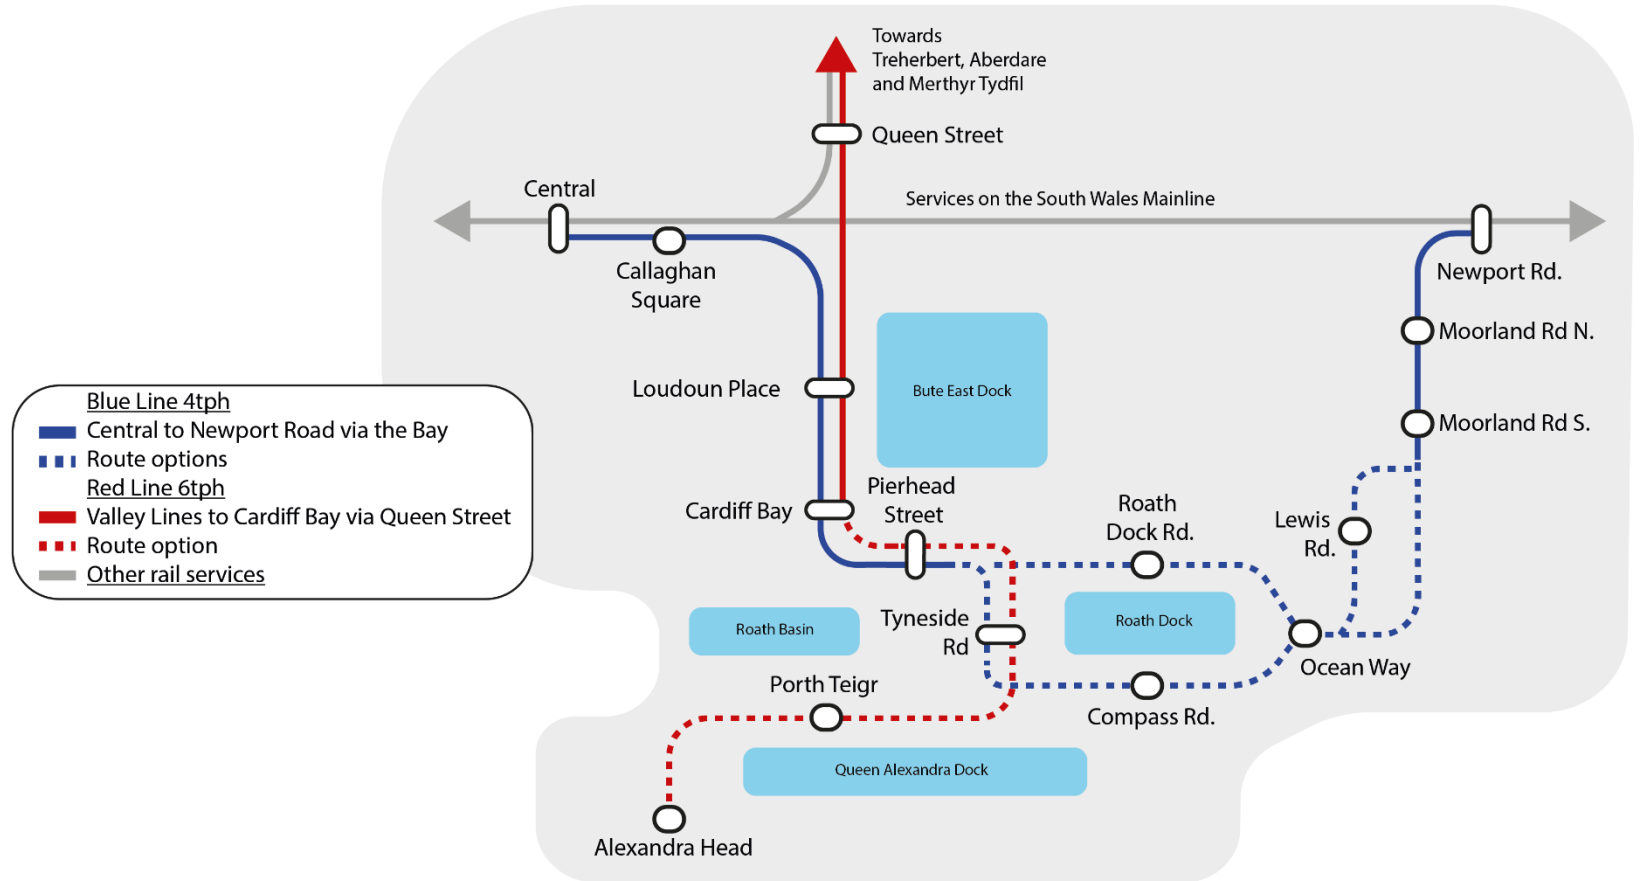 Towards
Treherbert, Aberdare
and Merthyr Tydfil
Queen Street
Central
Services on the South Wales Mainline
Callaghan
Square
Newport Rd.
Moorland Rd N.
Loudoun Place
Bute East Dock
Blue Line 4tph
Central to Newport Road via the Bay
Route options
Red Line 6tph
Valley Lines to Cardiff Bay via Queen Street
Route option
Other rail services
Moorland Rd S.
Pierhead
Street
Cardiff Bay
Roath
Dock Rd.
Lewis
Rd.
Tyneside
Rd
Roath Basin
Roath Dock
Ocean Way
Porth Teigr
Compass Rd.
Queen Alexandra Dock
Alexandra Head